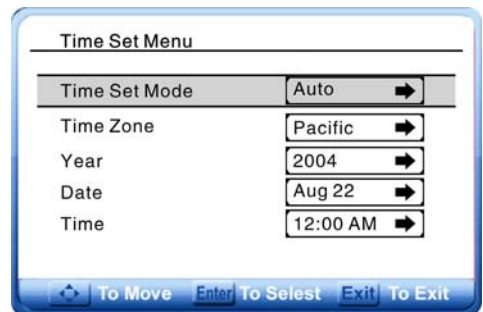 Time Set Menu
Time Set Mode Auto
Time Zone Pacific
Year 2004
Date Aug 22
Time 12:00 AM
To Move Enter To Selest Exit To Exit